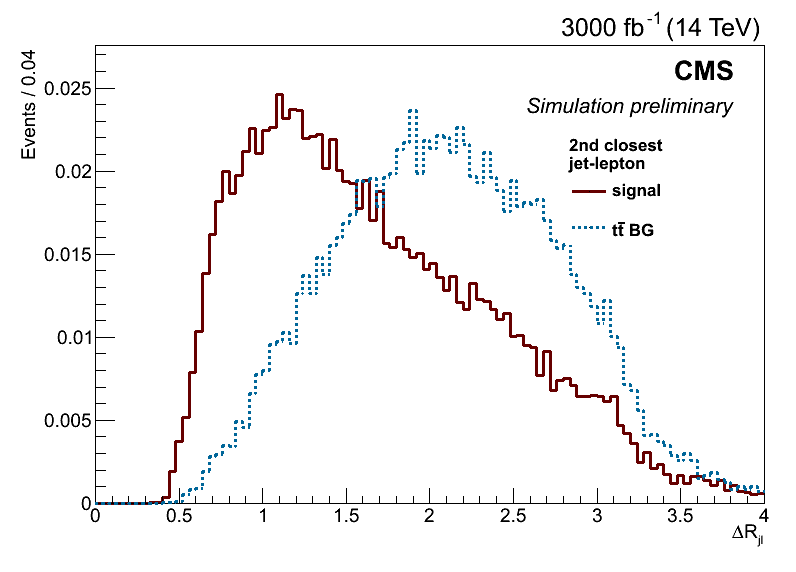 3000 fb-1 (14 TeV)
CMS
Simulation preliminary
2nd closest
jet-lepton
signal
tt̄ BG
Events / 0.04
0.025
0.02
0.015
0.01
0.005
0
0 0.5 1 1.5 2 2.5 3 3.5 4
ΔRjl